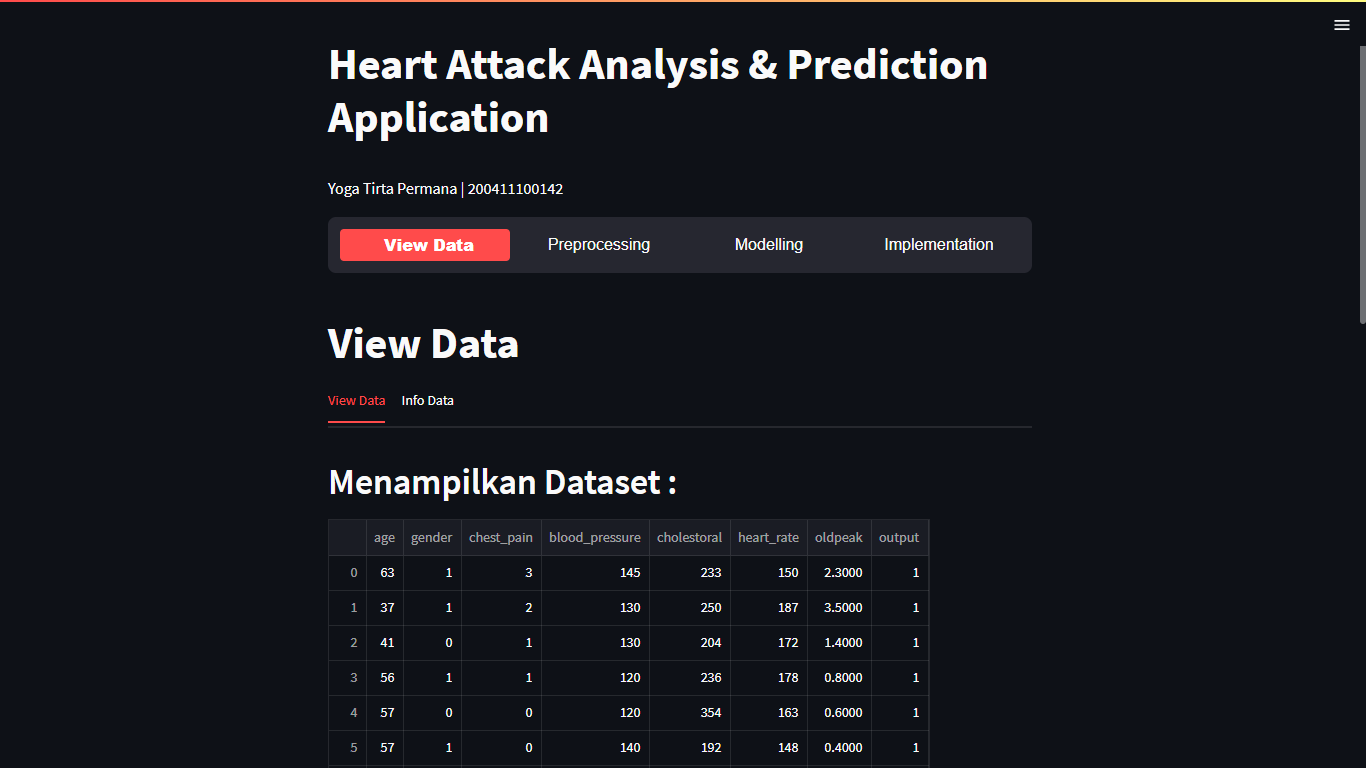 Heart Attack Analysis & Prediction
Application
Yoga Tirta Permana | 200411100142
View Data Preprocessing Modelling Implementation
View Data
View Data Info Data
Menampilkan Dataset :
age gender chest_pain blood_pressure cholestoral heart_rate oldpeak output
0 63 1 3 145 233 150 2.3000 1
1 37 1 2 130 250 187 3.5000 1
2 41 0 1 130 204 172 1.4000 1
3 56 1 1 120 236 178 0.8000 1
4 57 0 0 120 354 163 0.6000 1
5 57 1 0 140 192 148 0.4000 1